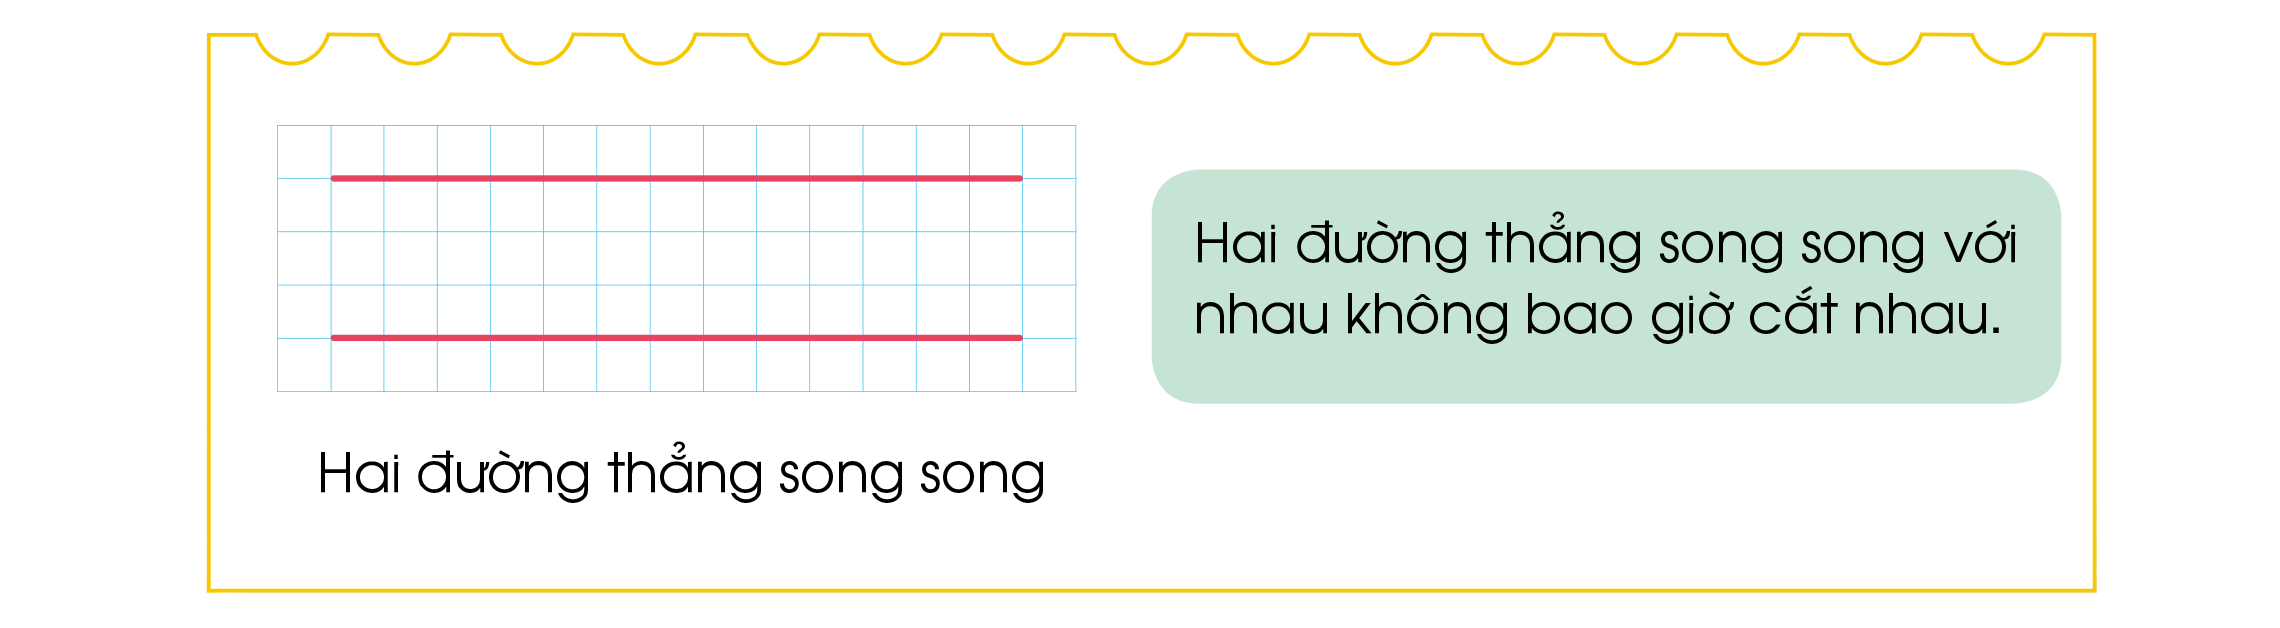 Hai đường thẳng song song với
nhau không bao giờ cắt nhau.
Hai đường thẳng song song